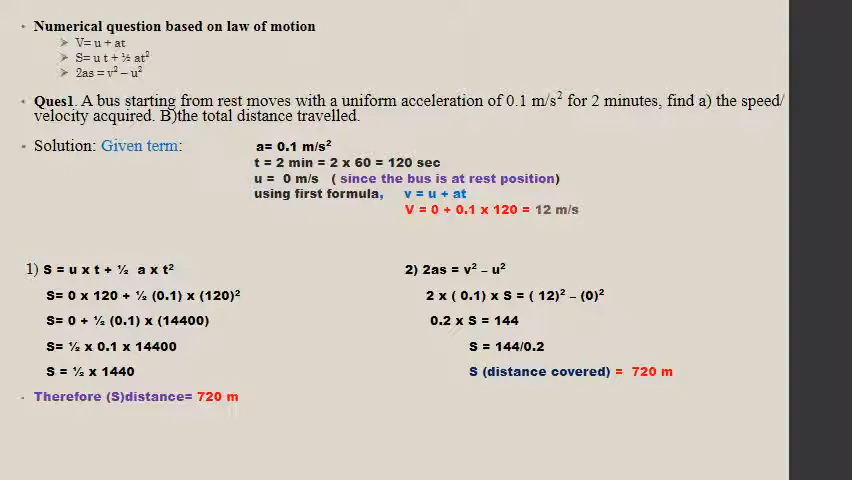 • Numerical question based on law of motion
➢ V= u + at
➢ S= u t + ½ at²
➢ 2as = v² – u²
• Ques1. A bus starting from rest moves with a uniform acceleration of 0.1 m/s² for 2 minutes, find a) the speed/
velocity acquired. B)the total distance travelled.
• Solution: Given term: a= 0.1 m/s²
t = 2 min = 2 x 60 = 120 sec
u = 0 m/s ( since the bus is at rest position)
using first formula, v = u + at
V = 0 + 0.1 x 120 = 12 m/s
1) S = u x t + ½ a x t²
S= 0 x 120 + ½ (0.1) x (120)²
S= 0 + ½ (0.1) x (14400)
S= ½ x 0.1 x 14400
S = ½ x 1440
• Therefore (S)distance= 720 m
2) 2as = v² – u²
2 x ( 0.1) x S = ( 12)² – (0)²
0.2 x S = 144
S = 144/0.2
S (distance covered) = 720 m